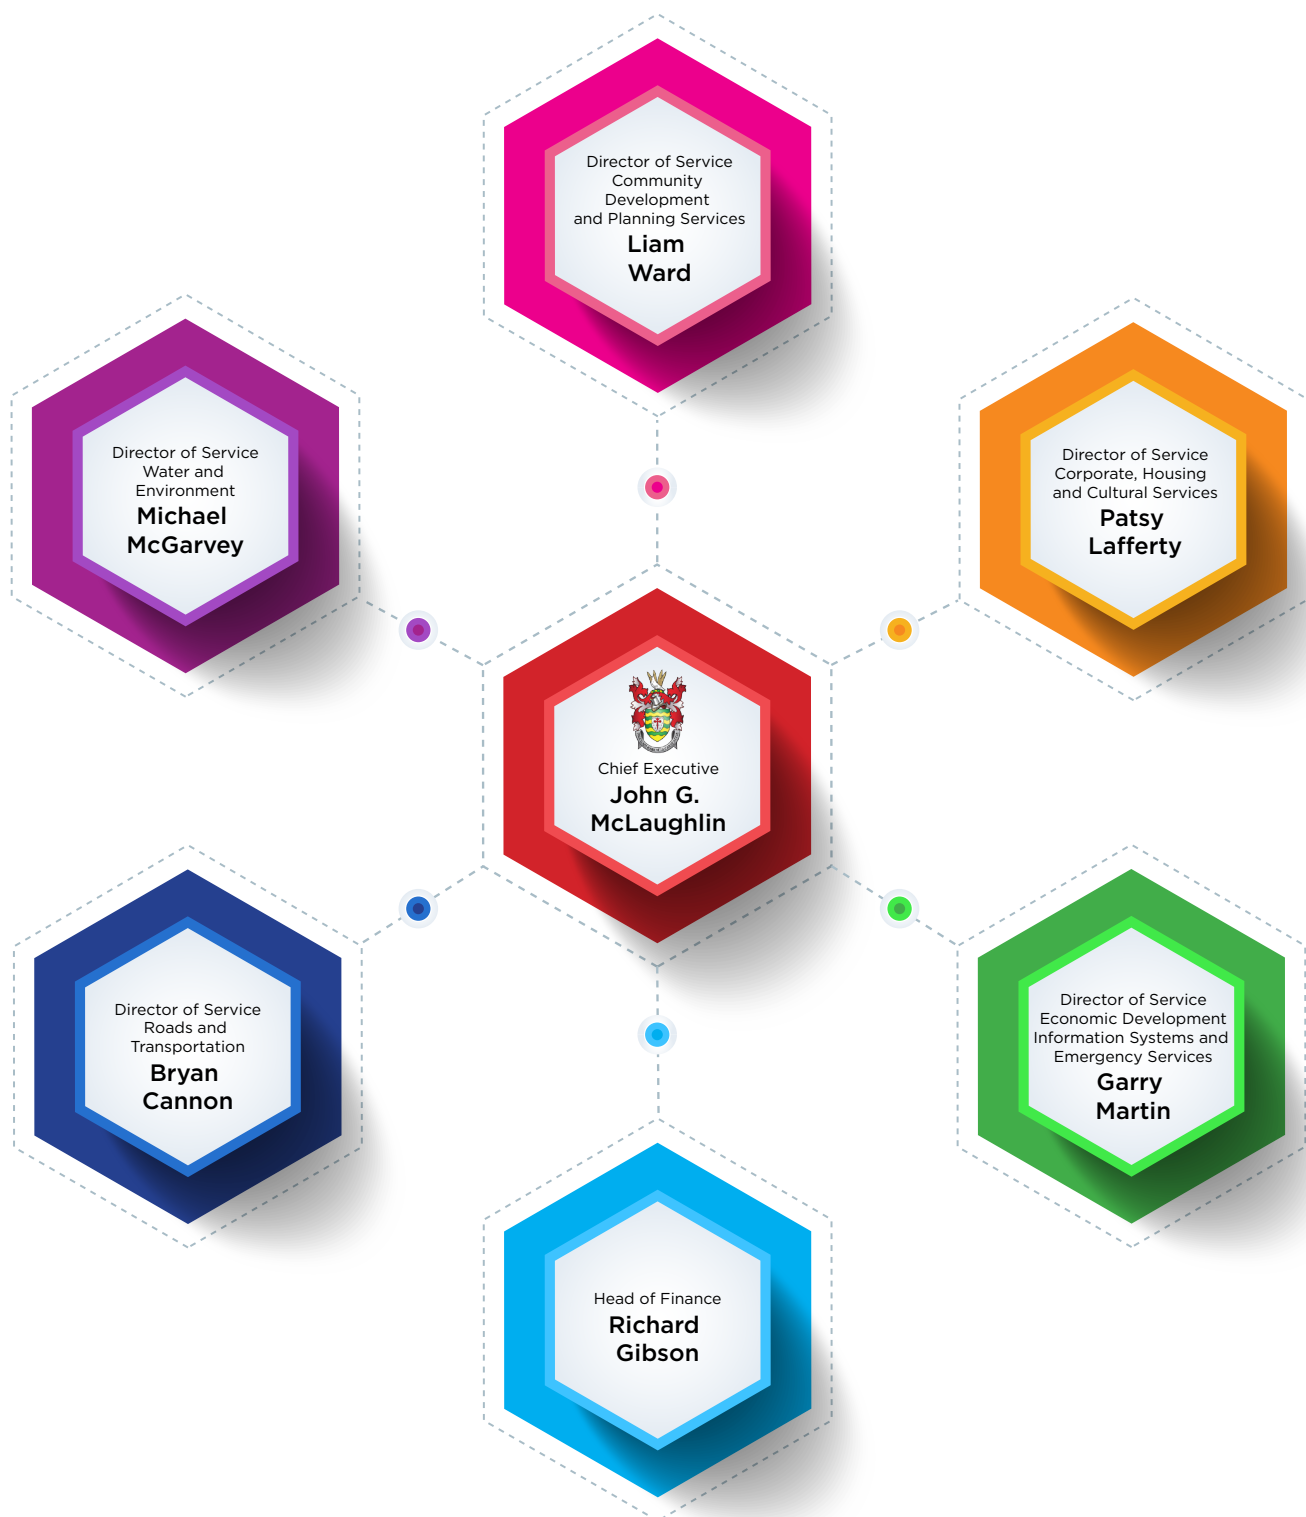 Director of Service
Community
Development
and Planning Services
Liam
Ward
Director of Service
Water and
Environment
Michael
McGarvey
Director of Service
Corporate, Housing
and Cultural Services
Patsy
Lafferty
Chief Executive
John G.
McLaughlin
Director of Service
Roads and
Transportation
Bryan
Cannon
Director of Service
Economic Development
Information Systems and
Emergency Services
Garry
Martin
Head of Finance
Richard
Gibson